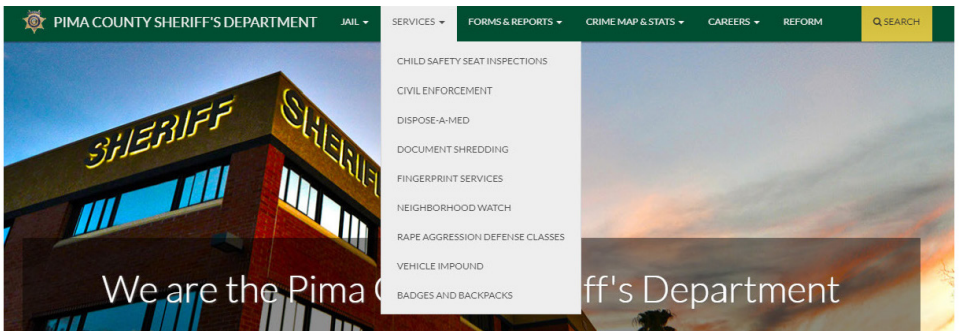 PIMA COUNTY SHERIFF'S DEPARTMENT JAIL SERVICES FORMS & REPORTS CRIME MAP & STATS CAREERS REFORM SEARCH
CHILD SAFETY SEAT INSPECTIONS
CIVIL ENFORCEMENT
DISPOSE-A-MED
DOCUMENT SHREDDING
FINGERPRINT SERVICES
NEIGHBORHOOD WATCH
RAPE AGGRESSION DEFENSE CLASSES
VEHICLE IMPOUND
BADGES AND BACKPACKS
SHERIFF
SHERIFF
We are the Pima ff's Department